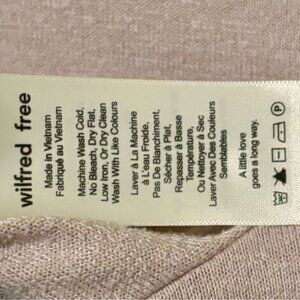 wilfred free
Made in Vietnam
Fabriqué au Vietnam
Machine Wash Cold,
No Bleach, Dry Flat,
Low Iron, Or Dry Clean
Wash With Like Colours
Laver À La Machine
à L'eau Froide,
Pas De Blanchiment,
Sécher à Plat,
Repasser à Basse
Température,
Ou Nettoyer à Sec
Laver Avec Des Couleurs
Semblables
A little love
goes a long way.